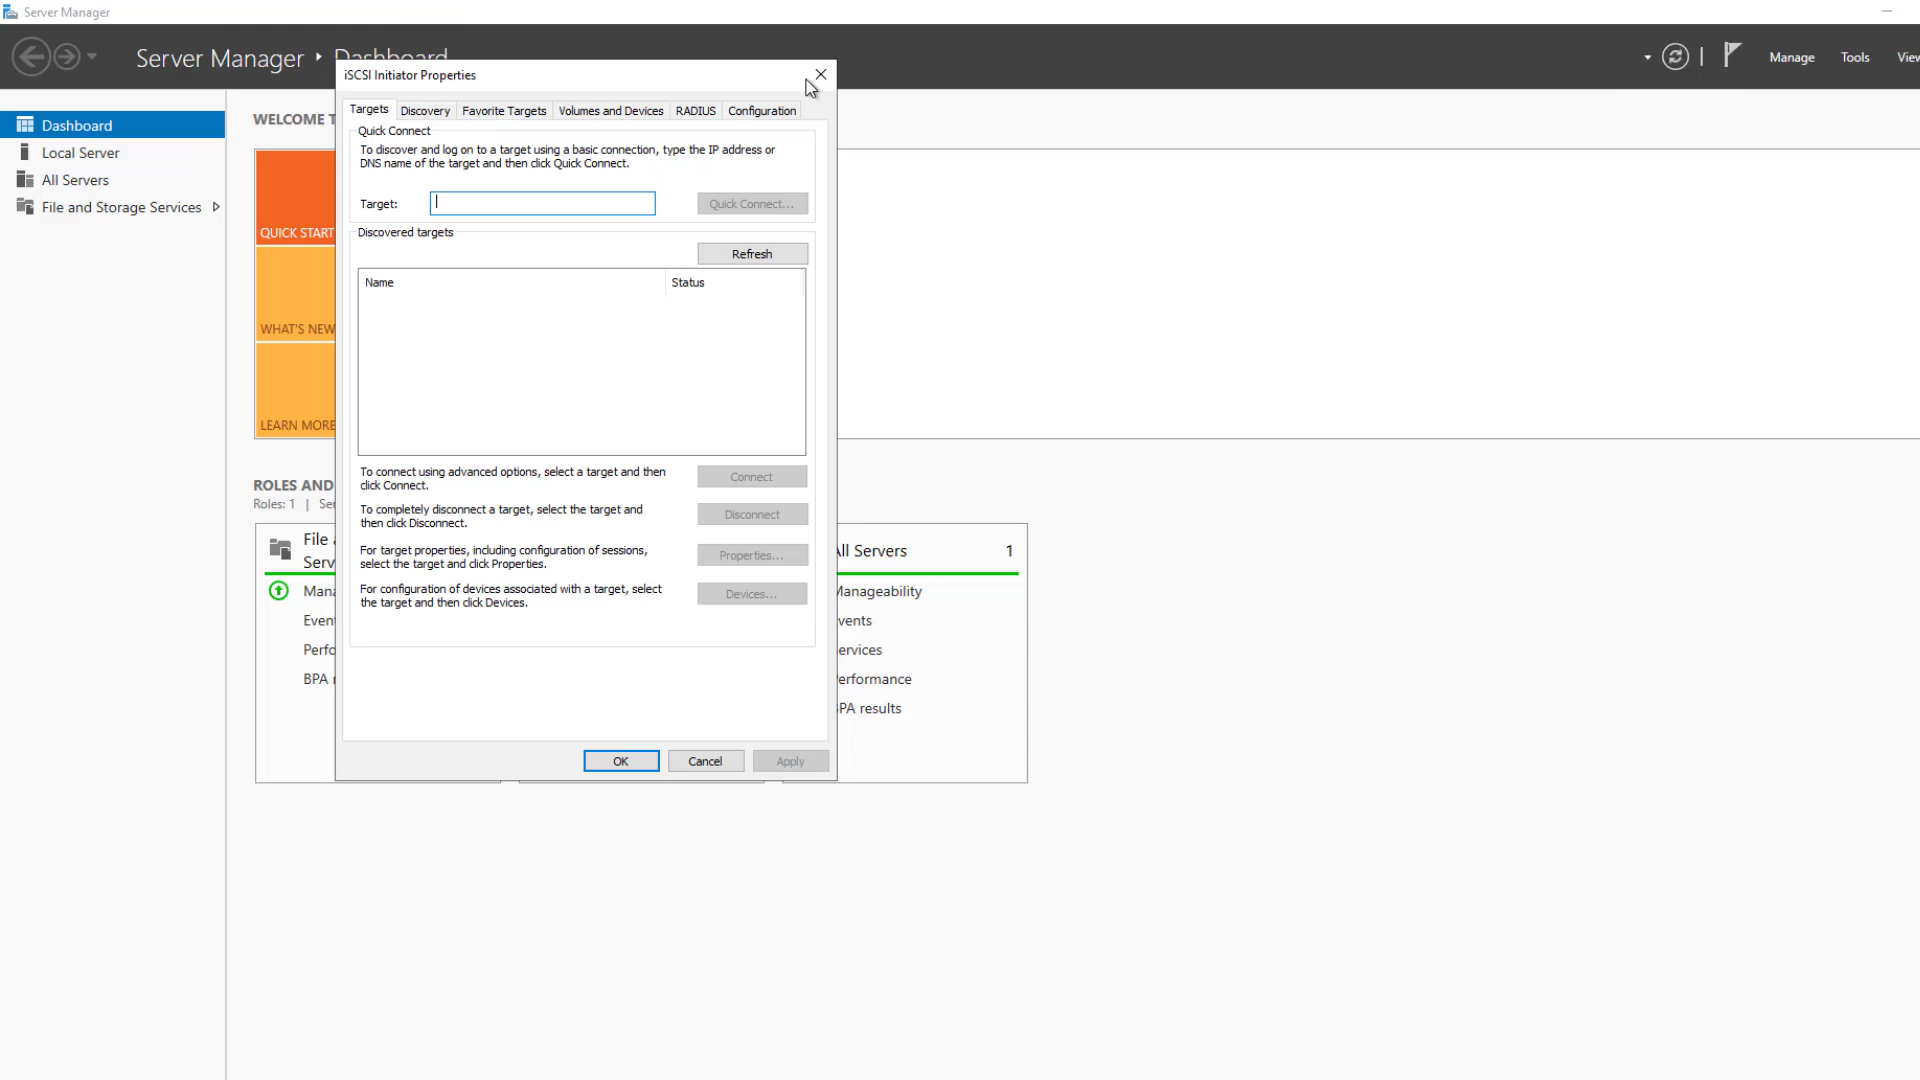 Server Manager
Server Manager
Dashboard
Manage
Tools
View
iSCSI Initiator Properties
Targets
Discovery
Favorite Targets
Volumes and Devices
RADIUS
Configuration
Dashboard
Local Server
All Servers
File and Storage Services
WELCOME T
QUICK START
WHAT'S NEW
LEARN MORE
Quick Connect
To discover and log on to a target using a basic connection, type the IP address or
DNS name of the target and then click Quick Connect.
Target:
Quick Connect...
Discovered targets
Refresh
Name
Status
To connect using advanced options, select a target and then
click Connect.
Connect
To completely disconnect a target, select the target and
then click Disconnect.
Disconnect
For target properties, including configuration of sessions,
select the target and click Properties.
Properties...
For configuration of devices associated with a target, select
the target and then click Devices.
Devices...
OK
Cancel
Apply
ROLES AND
Roles: 1 | Ser
File a
Serv
Mana
Even
Perfo
BPA r
All Servers
1
Manageability
vents
ervices
erformance
BPA results